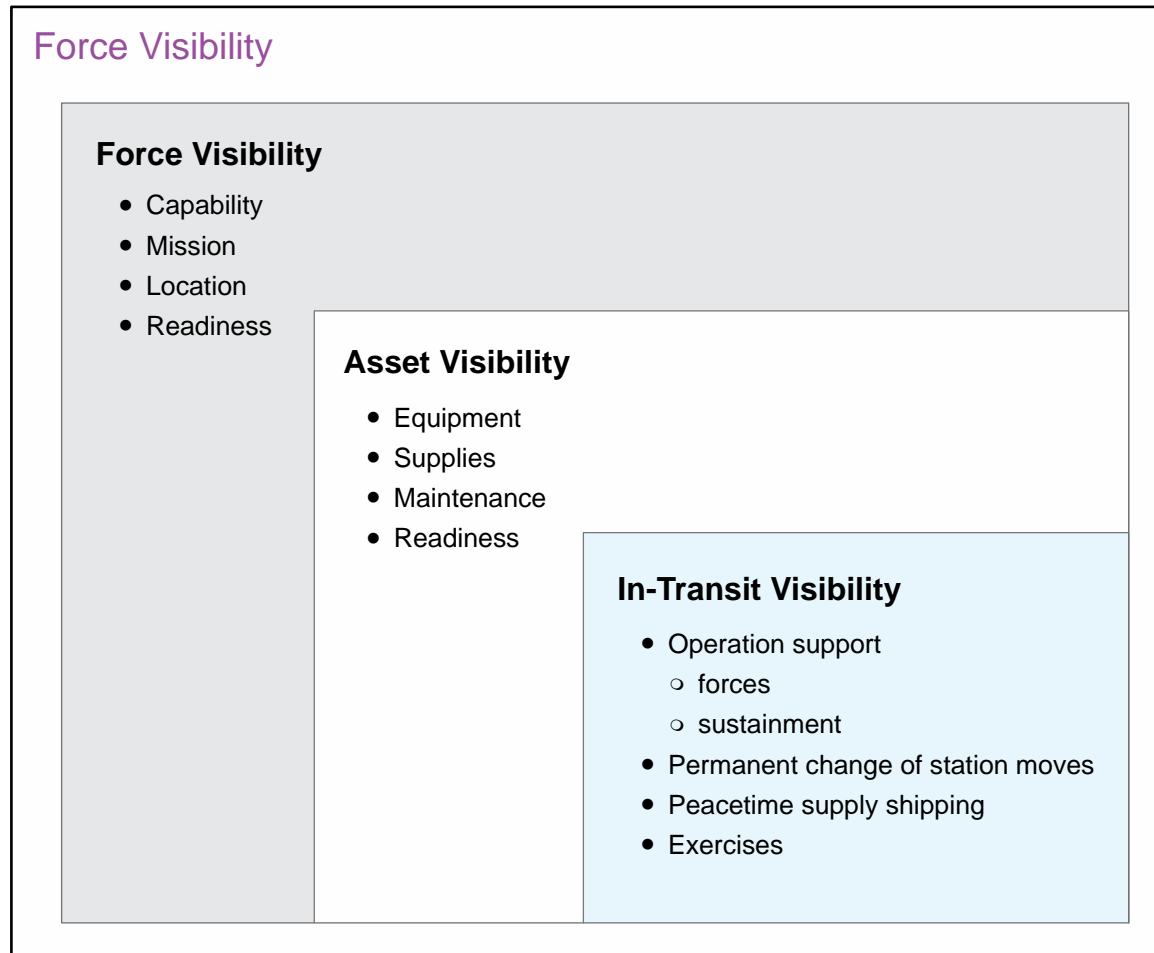 Force Visibility
Force Visibility
• Capability
• Mission
• Location
• Readiness
Asset Visibility
• Equipment
• Supplies
• Maintenance
• Readiness
In-Transit Visibility
• Operation support
○ forces
○ sustainment
• Permanent change of station moves
• Peacetime supply shipping
• Exercises